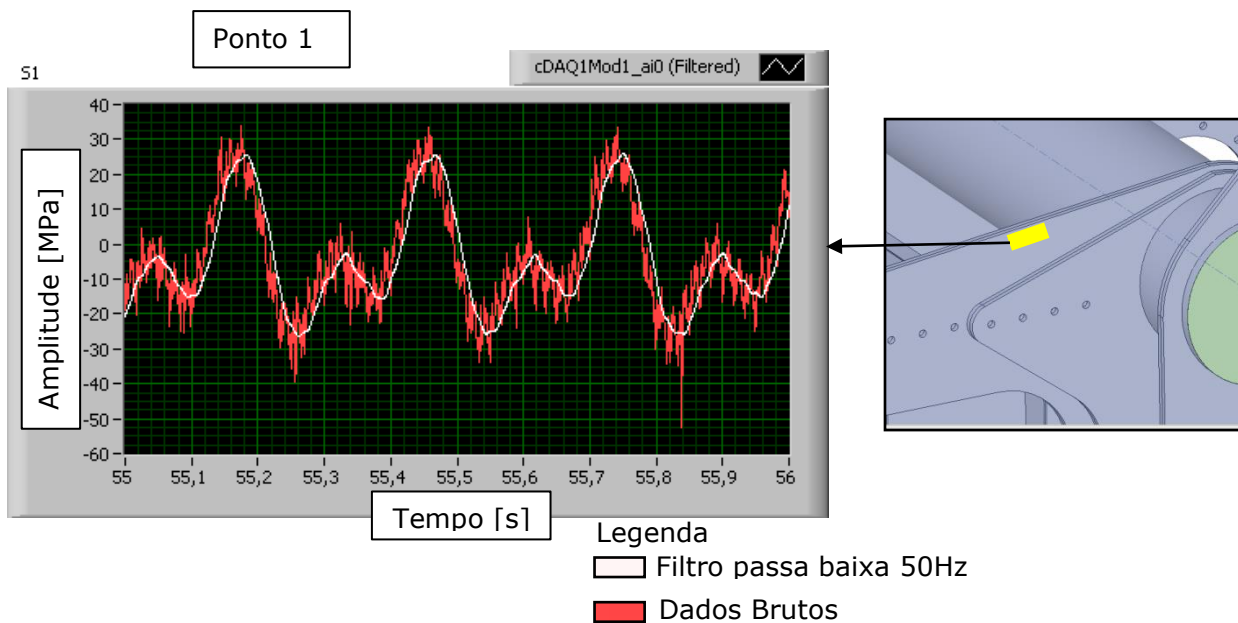 Ponto 1
S1
cDAQ1Mod1_ai0 (Filtered)
Amplitude [MPa]
40
30
20
10
0
-10
-20
-30
-40
-50
-60
55
55,1
55,2
55,3
55,4
55,5
55,6
55,7
55,8
55,9
56
Tempo [s]
Legenda
Filtro passa baixa 50Hz
Dados Brutos